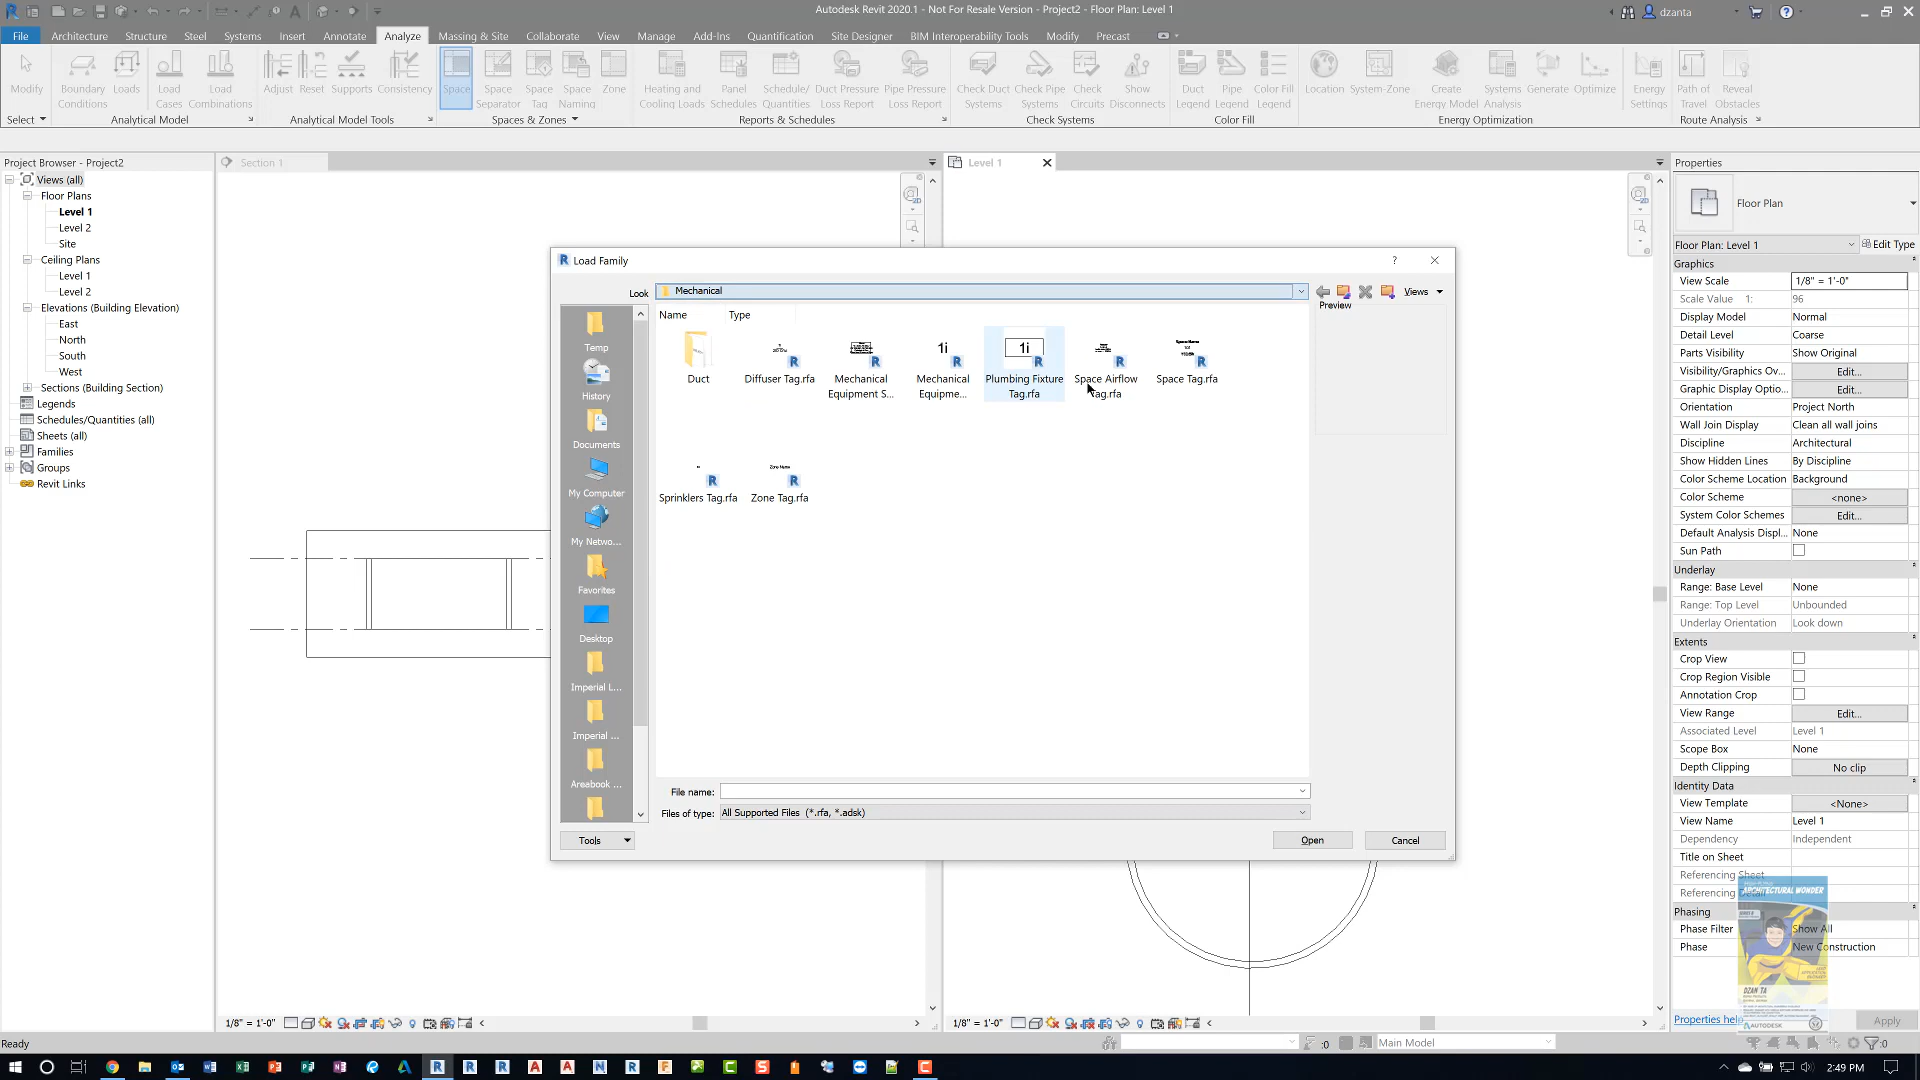 Autodesk Revit 2020.1 - Not For Resale Version - Project2 - Floor Plan: Level 1
dzanta
File Architecture Structure Steel Systems Insert Annotate Analyze Massing & Site Collaborate View Manage Add-Ins Quantification Site Designer BIM Interoperability Tools Modify Precast
Modify Boundary Conditions Loads Load Cases Load Combinations Adjust Reset Supports Consistency Space Space Separator Space Tag Space Naming Zone Heating and Cooling Loads Panel Schedules Schedule/ Quantities Duct Pressure Loss Report Pipe Pressure Loss Report Check Duct Systems Check Pipe Systems Check Circuits Show Disconnects Duct Legend Pipe Legend Color Fill Legend Location System-Zone Create Energy Model Systems Analysis Generate Optimize Energy Settings Path of Travel Reveal Obstacles
Select Analytical Model Analytical Model Tools Spaces & Zones Reports & Schedules Check Systems Color Fill Energy Optimization Route Analysis
Project Browser - Project2
Views (all)
Floor Plans
Level 1
Level 2
Site
Ceiling Plans
Level 1
Level 2
Elevations (Building Elevation)
East
North
South
West
Sections (Building Section)
Legends
Schedules/Quantities (all)
Sheets (all)
Families
Groups
Revit Links
Section 1
Level 1
Load Family
Look Mechanical Views
Name Type
Preview
Temp
History
Documents
My Computer
My Netwo...
Favorites
Desktop
Imperial L...
Imperial ...
Areabook ...
Duct
Diffuser Tag.rfa
Mechanical Equipment S...
Mechanical Equipme...
Plumbing Fixture Tag.rfa
Space Airflow Tag.rfa
Space Tag.rfa
Sprinklers Tag.rfa
Zone Tag.rfa
1i
1i
File name:
Files of type: All Supported Files (*.rfa, *.adsk)
Tools Open Cancel
Properties
Floor Plan
Floor Plan: Level 1 Edit Type
Graphics
View Scale 1/8" = 1'-0"
Scale Value 1: 96
Display Model Normal
Detail Level Coarse
Parts Visibility Show Original
Visibility/Graphics Ov... Edit...
Graphic Display Optio... Edit...
Orientation Project North
Wall Join Display Clean all wall joins
Discipline Architectural
Show Hidden Lines By Discipline
Color Scheme Location Background
Color Scheme <none>
System Color Schemes Edit...
Default Analysis Displ... None
Sun Path
Underlay
Range: Base Level None
Range: Top Level Unbounded
Underlay Orientation Look down
Extents
Crop View
Crop Region Visible
Annotation Crop
View Range Edit...
Associated Level Level 1
Scope Box None
Depth Clipping No clip
Identity Data
View Template <None>
View Name Level 1
Dependency Independent
Title on Sheet
Referencing Sheet
Referencing Detail
Phasing
Phase Filter Show All
Phase New Construction
ARCHITECTURAL WONDER
DZAN TA
AUTODESK
Properties help
Apply
1/8" = 1'-0"
1/8" = 1'-0"
Ready
:0
Main Model
:0
2:49 PM